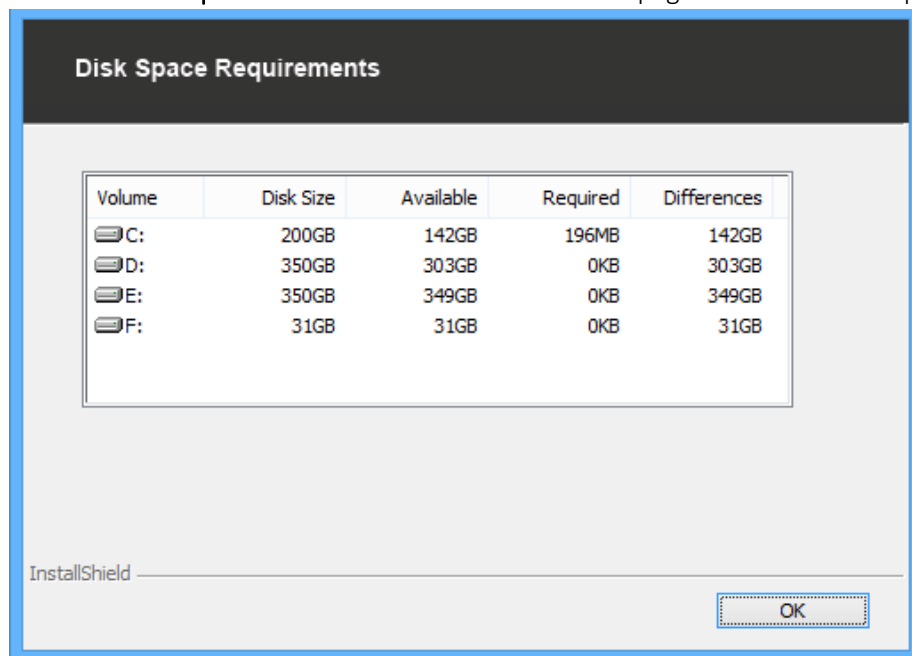 Disk Space Requirements
Volume Disk Size Available Required Differences
C: 200GB 142GB 196MB 142GB
D: 350GB 303GB 0KB 303GB
E: 350GB 349GB 0KB 349GB
F: 31GB 31GB 0KB 31GB
InstallShield
OK